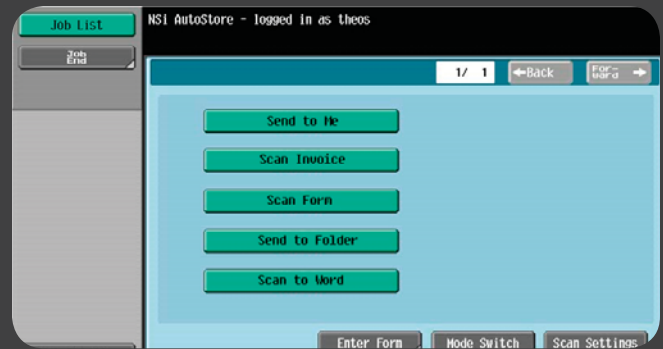 Job List
NSi AutoStore - logged in as theos
Job
End
1/ 1
←Back
For-
ward →
Send to Me
Scan Invoice
Scan Form
Send to Folder
Scan to Word
Enter Form
Mode Switch
Scan Settings